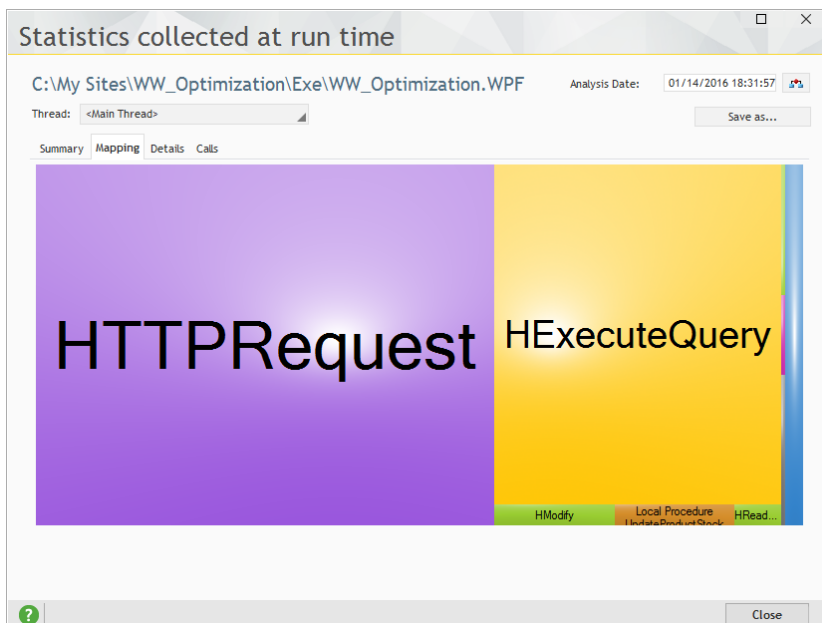 Statistics collected at run time
C:\My Sites\WW_Optimization\Exe\WW_Optimization.WPF
Analysis Date: 01/14/2016 18:31:57
Thread: <Main Thread>
Save as...
Summary Mapping Details Calls
HTTPRequest
HExecuteQuery
HModify
Local Procedure
UpdateProductStock
HRead...
?
Close